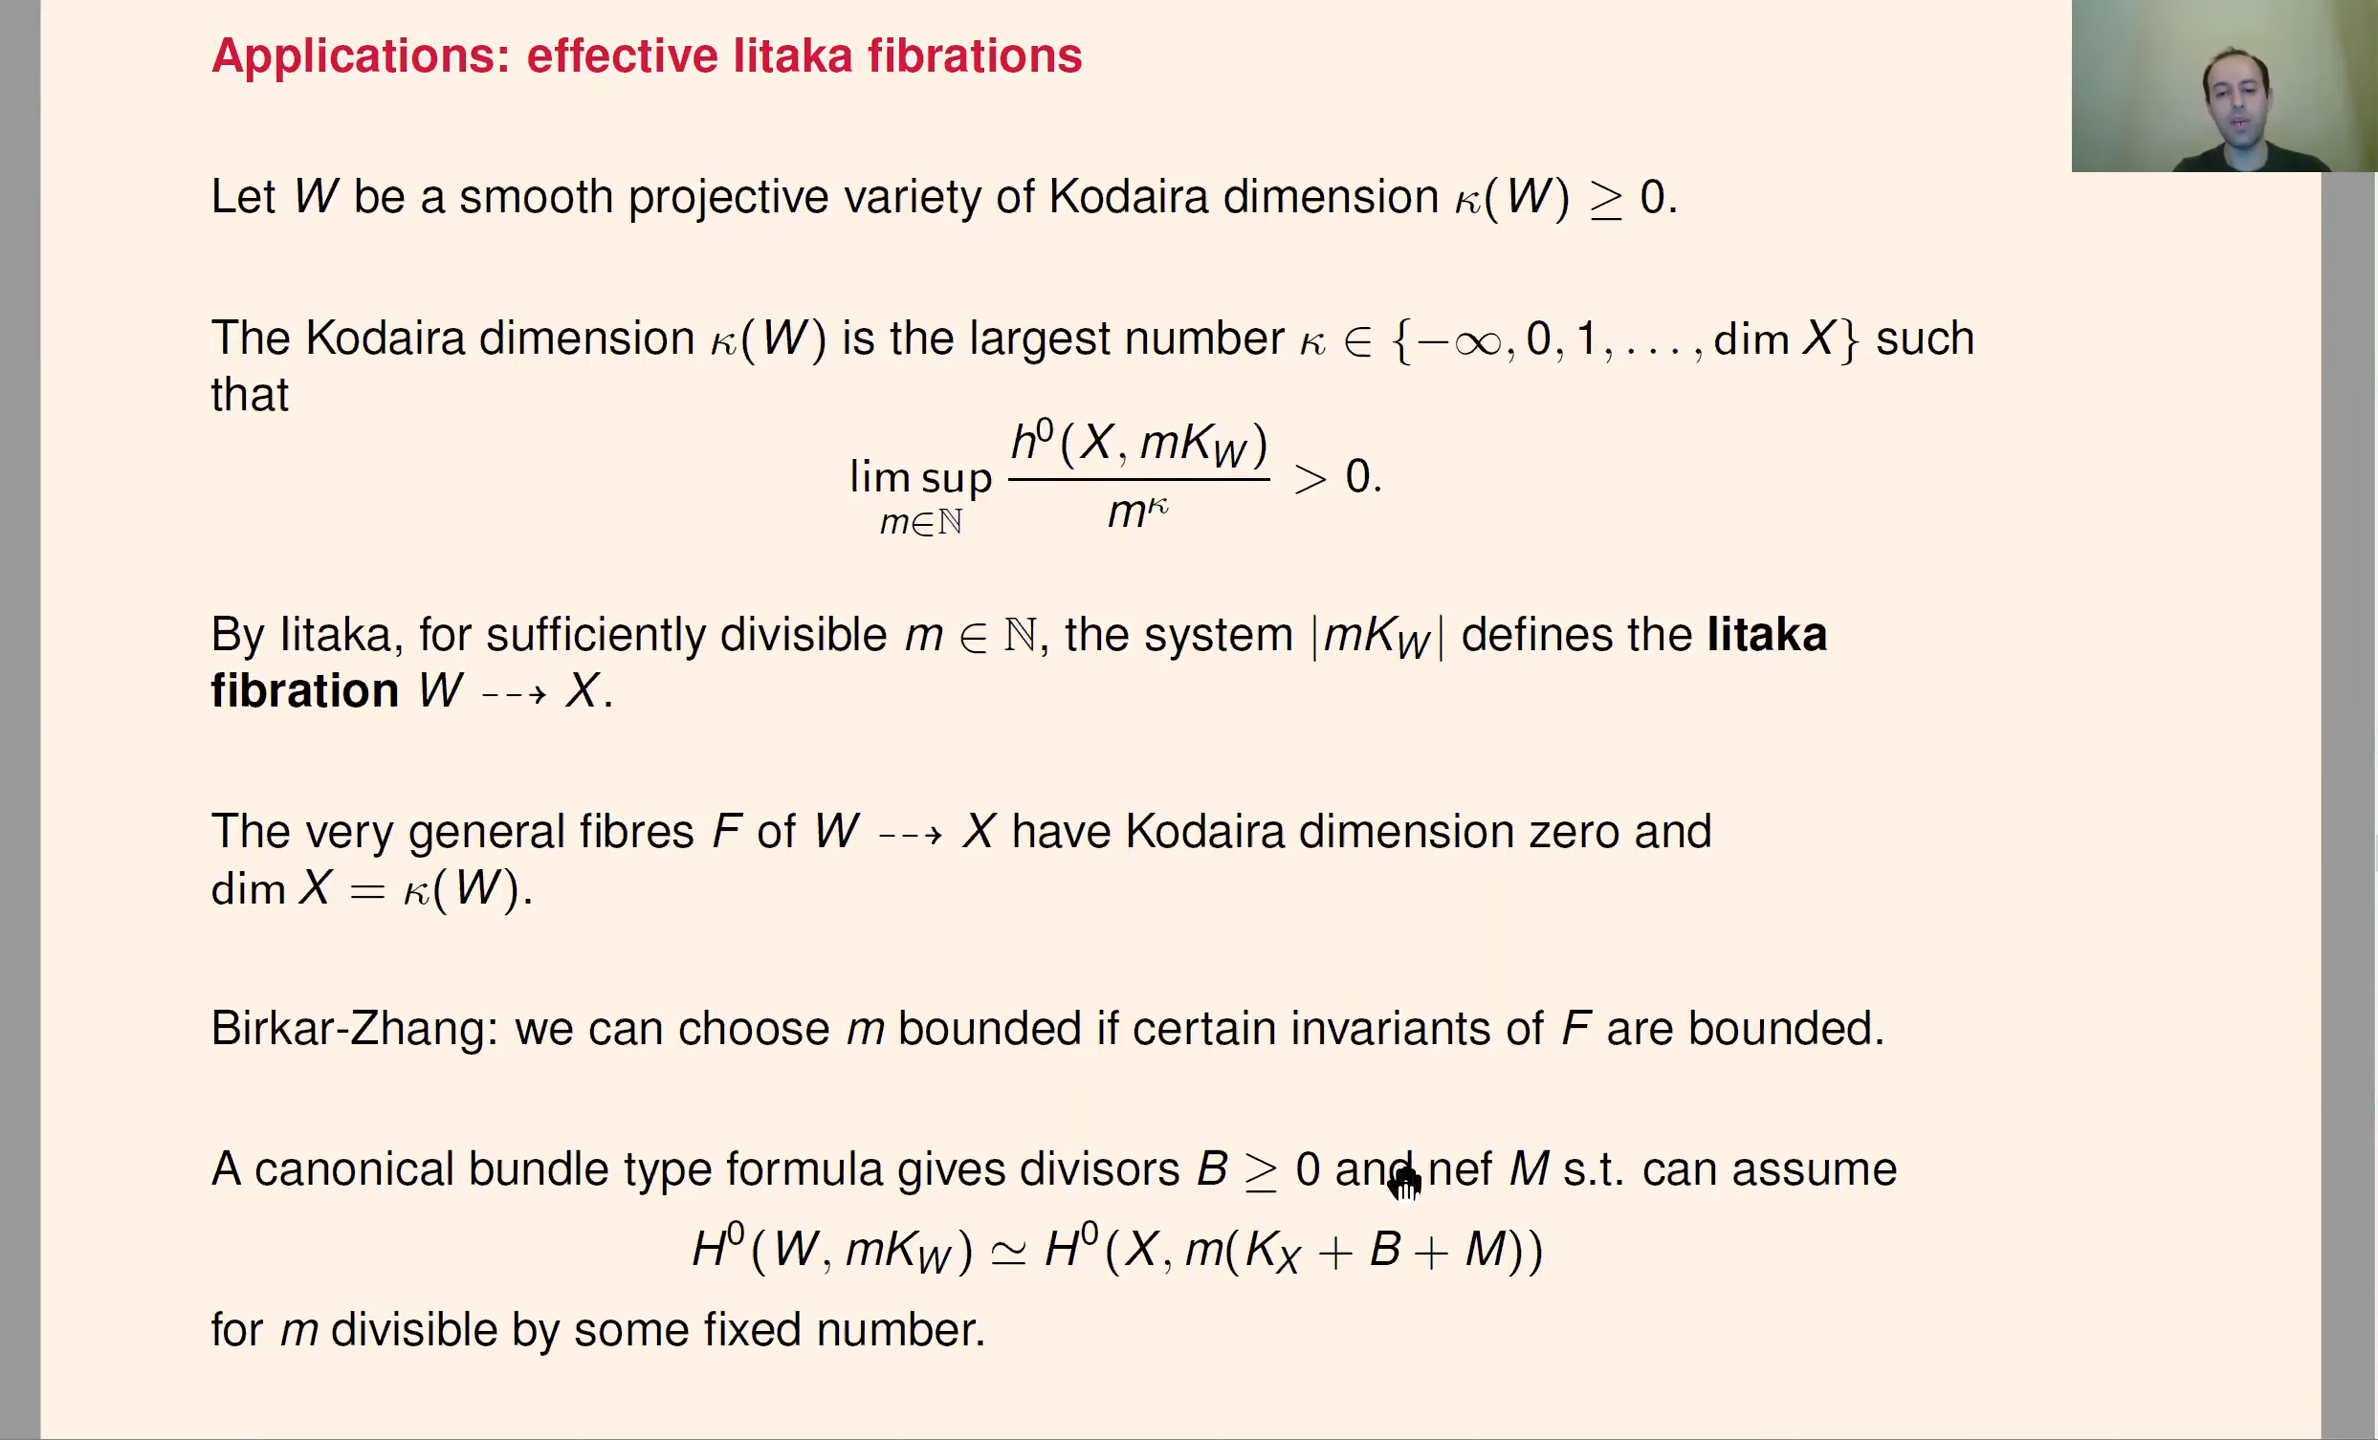 Applications: effective Iitaka fibrations
Let W be a smooth projective variety of Kodaira dimension κ(W) ≥ 0.
The Kodaira dimension κ(W) is the largest number κ ∈ {−∞, 0, 1, . . . , dim X} such
that
lim sup_{m∈ℕ} h⁰(X, mK_W) / m^κ > 0.
By Iitaka, for sufficiently divisible m ∈ ℕ, the system |mK_W| defines the Iitaka
fibration W ⇢ X.
The very general fibres F of W ⇢ X have Kodaira dimension zero and
dim X = κ(W).
Birkar-Zhang: we can choose m bounded if certain invariants of F are bounded.
A canonical bundle type formula gives divisors B ≥ 0 and nef M s.t. can assume
H⁰(W, mK_W) ≃ H⁰(X, m(K_X + B + M))
for m divisible by some fixed number.